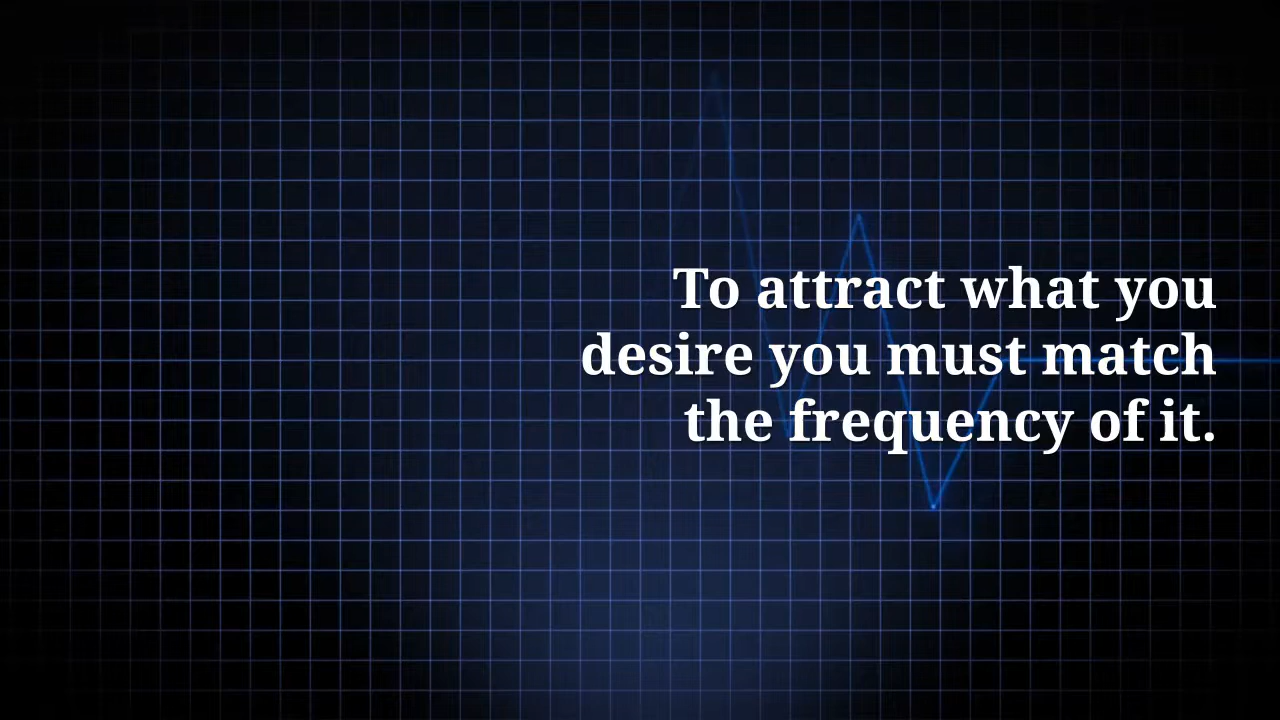 To attract what you
desire you must match
the frequency of it.